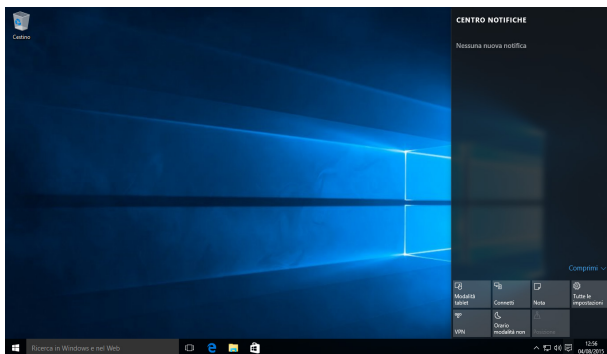 Cestino
CENTRO NOTIFICHE
Nessuna nuova notifica
Comprimi
Modalità
tablet
Connetti
Nota
Tutte le
impostazioni
VPN
Orario
modalità non
Ricerca in Windows e nel Web
12:56
04/08/2015